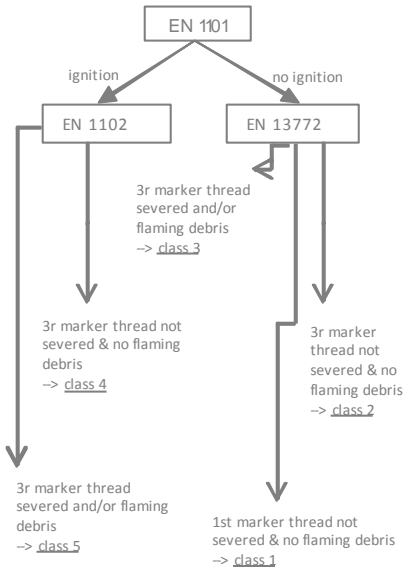 EN 1101
ignition
no ignition
EN 1102
EN 13772
3r marker thread
severed and/or
flaming debris
--> class 3
3r marker thread not
severed & no flaming
debris
--> class 4
3r marker
thread not
severed & no
flaming debris
--> class 2
3r marker thread
severed and/or flaming
debris
--> class 5
1st marker thread not
severed & no flaming debris
--> class 1